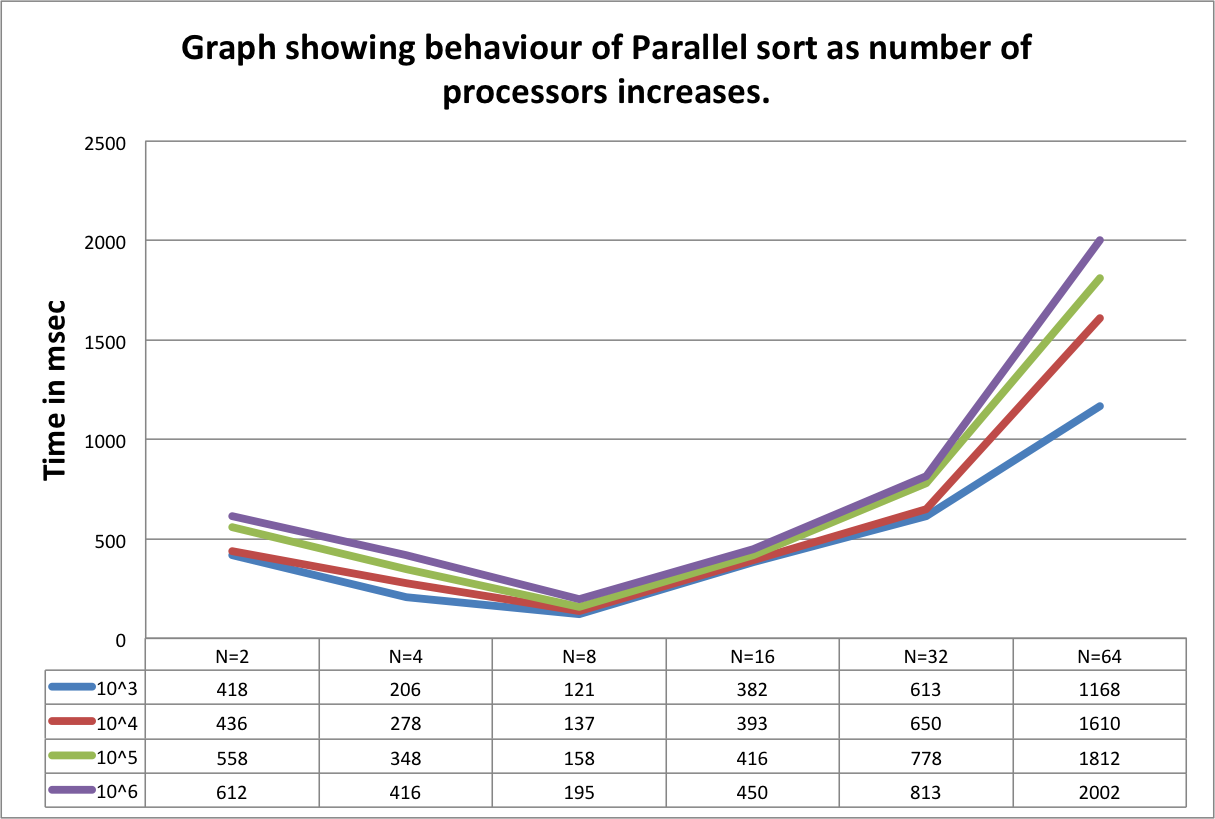 Graph showing behaviour of Parallel sort as number of
processors increases.
2500
2000
1500
1000
500
0
Time in msec
N=2 N=4 N=8 N=16 N=32 N=64
10^3 418 206 121 382 613 1168
10^4 436 278 137 393 650 1610
10^5 558 348 158 416 778 1812
10^6 612 416 195 450 813 2002